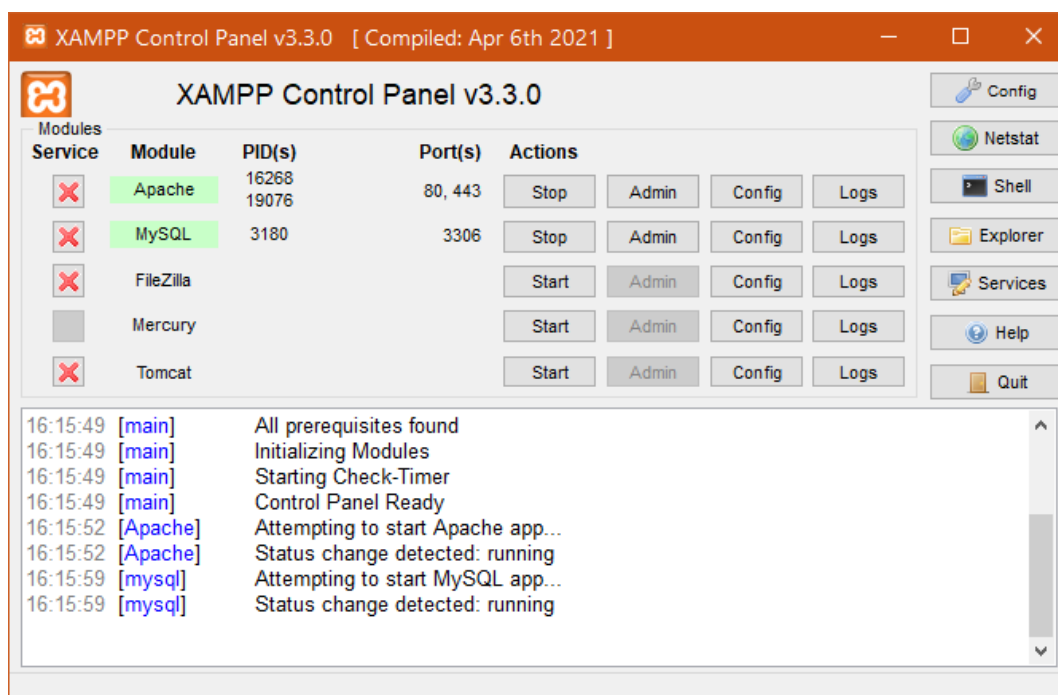 XAMPP Control Panel v3.3.0 [ Compiled: Apr 6th 2021 ]
XAMPP Control Panel v3.3.0
Config
Modules
Netstat
Service Module PID(s) Port(s) Actions
Apache 16268 19076 80, 443 Stop Admin Config Logs
Shell
MySQL 3180 3306 Stop Admin Config Logs
Explorer
FileZilla Start Admin Config Logs
Services
Mercury Start Admin Config Logs
Help
Tomcat Start Admin Config Logs
Quit
16:15:49 [main] All prerequisites found
16:15:49 [main] Initializing Modules
16:15:49 [main] Starting Check-Timer
16:15:49 [main] Control Panel Ready
16:15:52 [Apache] Attempting to start Apache app...
16:15:52 [Apache] Status change detected: running
16:15:59 [mysql] Attempting to start MySQL app...
16:15:59 [mysql] Status change detected: running